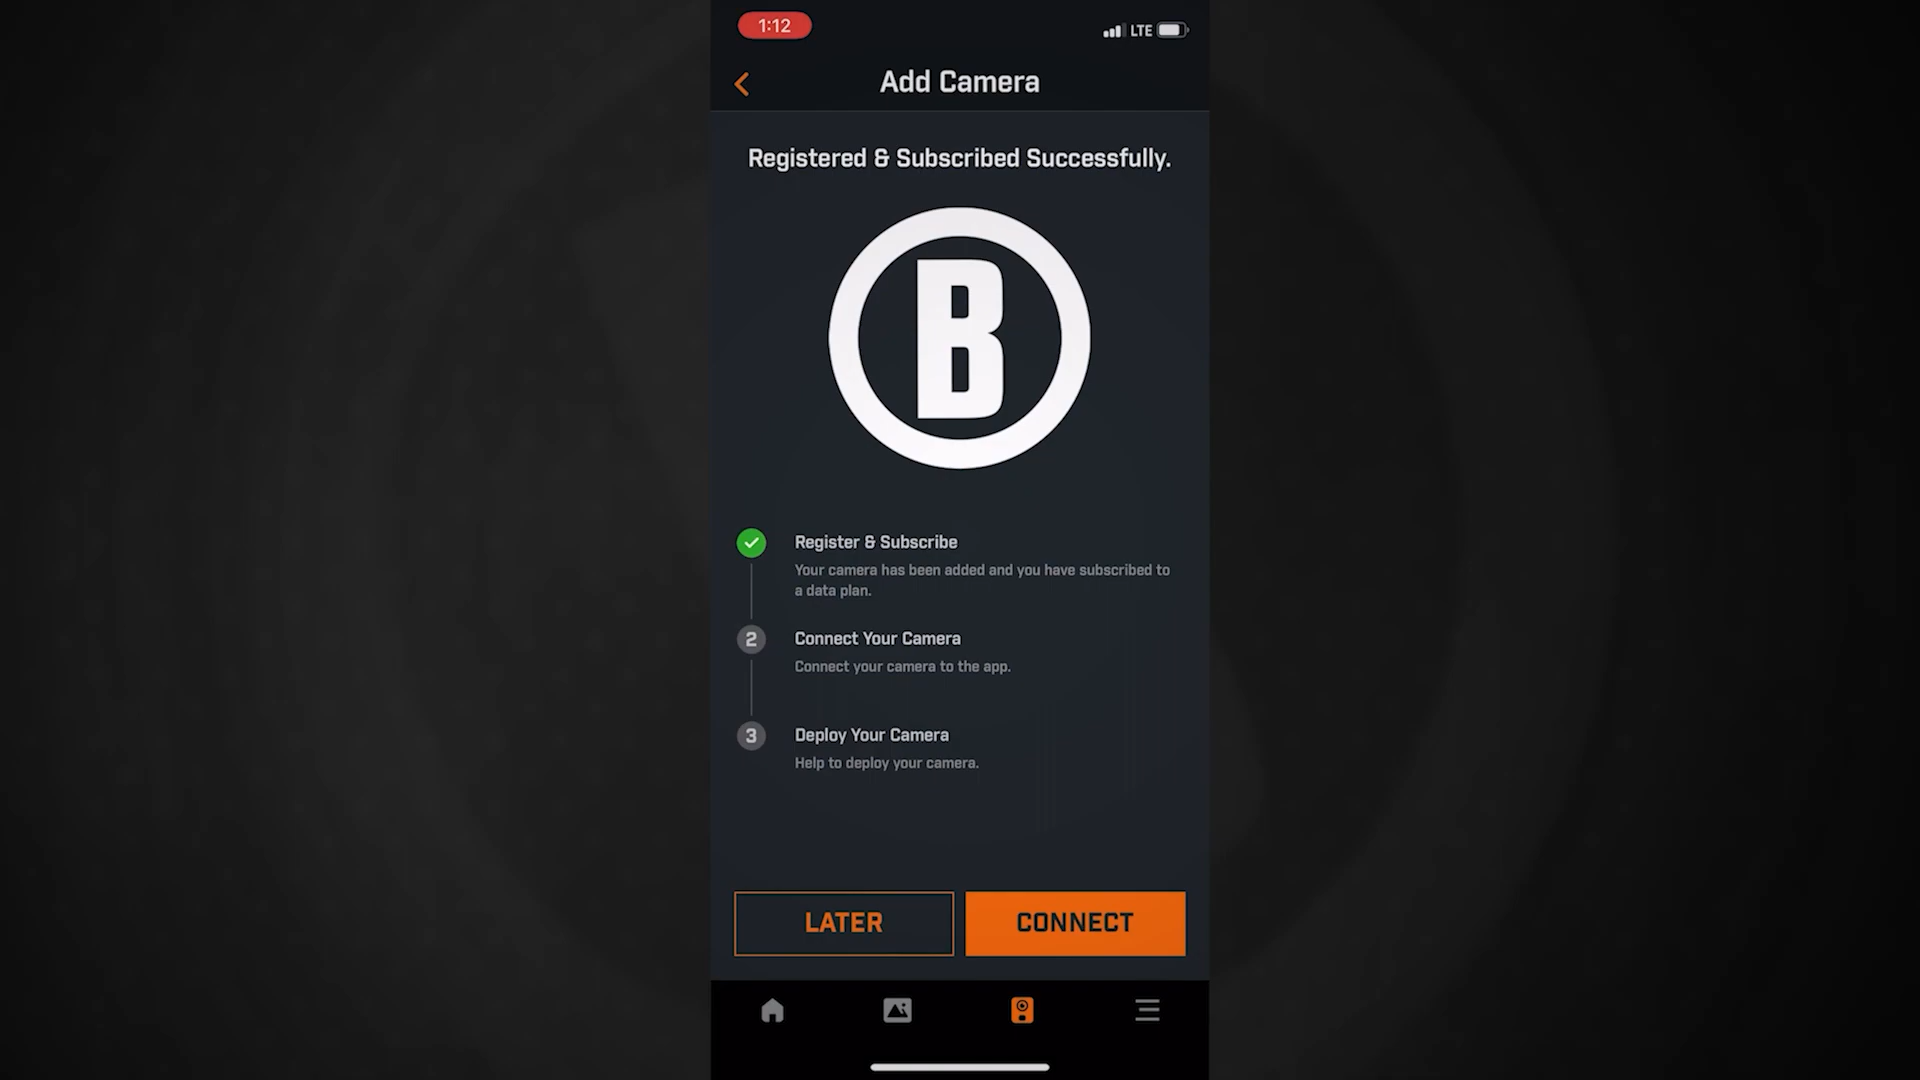 1:12
LTE
Add Camera
Registered & Subscribed Successfully.
B
Register & Subscribe
Your camera has been added and you have subscribed to
a data plan.
2
Connect Your Camera
Connect your camera to the app.
3
Deploy Your Camera
Help to deploy your camera.
LATER
CONNECT